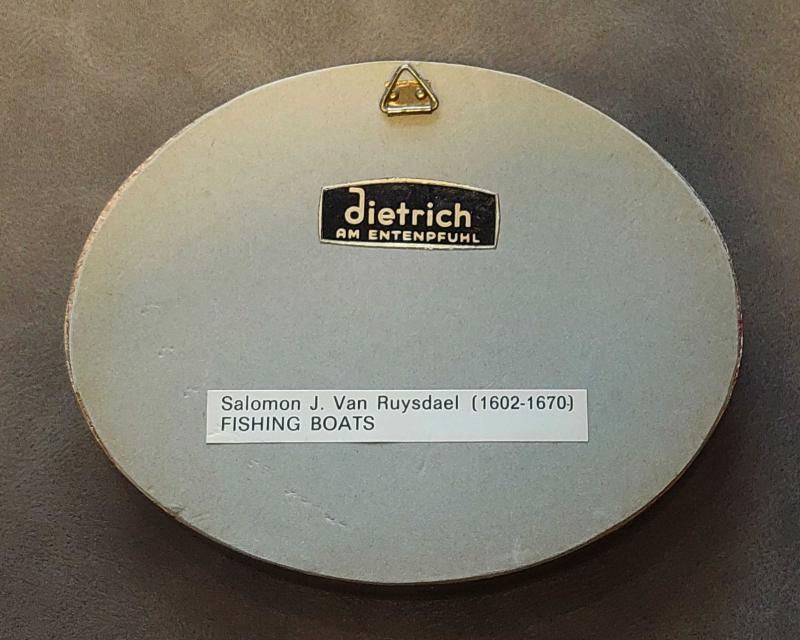 dietrich
AM ENTENPFUHL
Salomon J. Van Ruysdael (1602-1670)
FISHING BOATS